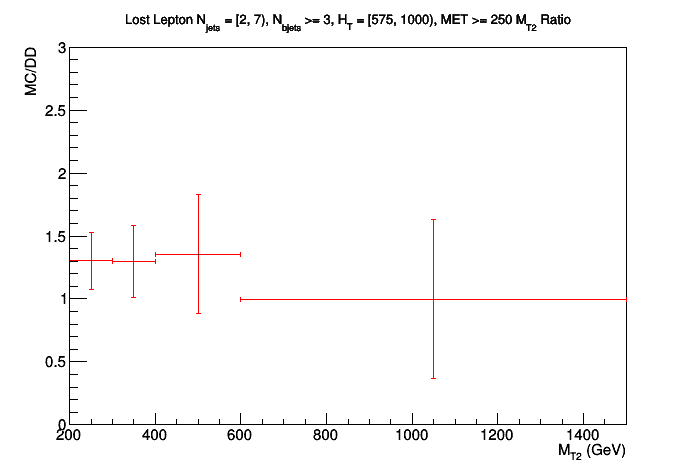 Lost Lepton N_jets = [2, 7), N_bjets >= 3, H_T = [575, 1000), MET >= 250 M_T2 Ratio
MC/DD
3
2.5
2
1.5
1
0.5
0
200 400 600 800 1000 1200 1400
M_T2 (GeV)